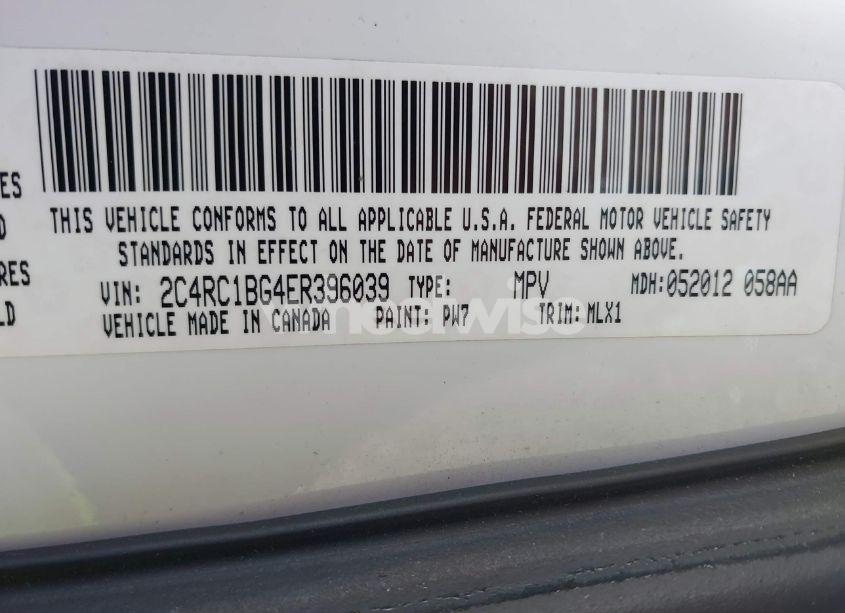 ES
THIS VEHICLE CONFORMS TO ALL APPLICABLE U.S.A. FEDERAL MOTOR VEHICLE SAFETY
D
STANDARDS IN EFFECT ON THE DATE OF MANUFACTURE SHOWN ABOVE.
RES
VIN: 2C4RC1BG4ER396039 TYPE: MPV MDH:052012 058AA
LD
VEHICLE MADE IN CANADA PAINT: PW7 TRIM: MLX1